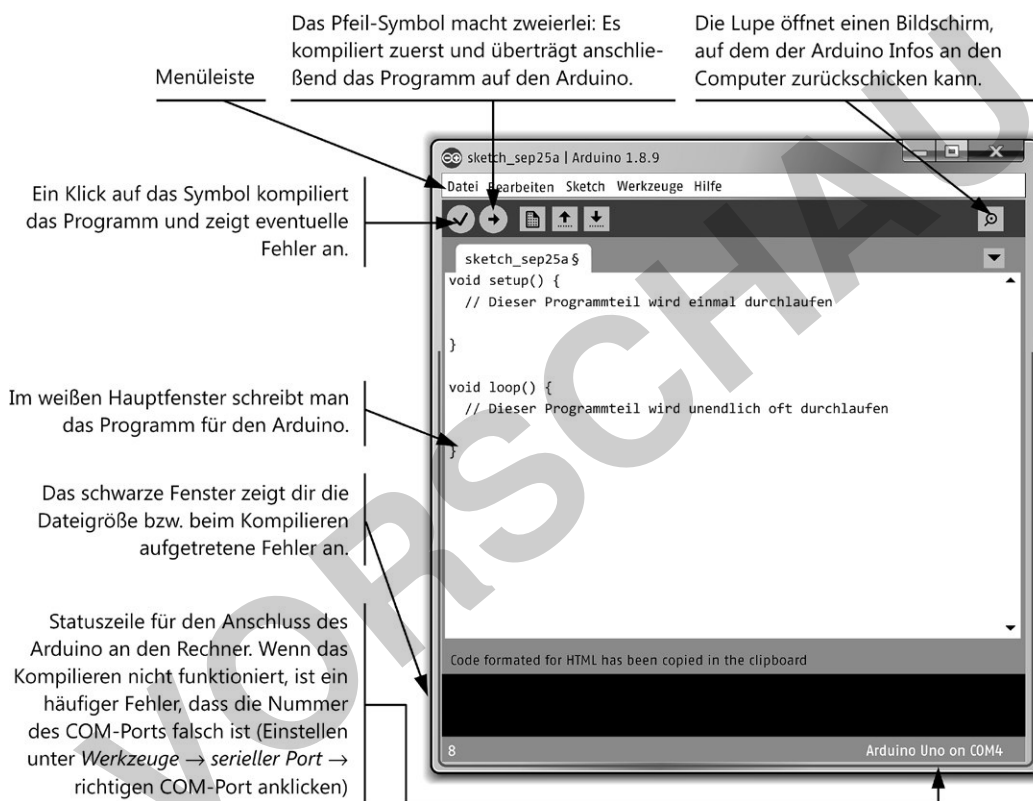 Das Pfeil-Symbol macht zweierlei: Es
kompiliert zuerst und überträgt anschlie-
ßend das Programm auf den Arduino.
Die Lupe öffnet einen Bildschirm,
auf dem der Arduino Infos an den
Computer zurückschicken kann.
Menüleiste
Ein Klick auf das Symbol kompiliert
das Programm und zeigt eventuelle
Fehler an.
Im weißen Hauptfenster schreibt man
das Programm für den Arduino.
Das schwarze Fenster zeigt dir die
Dateigröße bzw. beim Kompilieren
aufgetretene Fehler an.
Statuszeile für den Anschluss des
Arduino an den Rechner. Wenn das
Kompilieren nicht funktioniert, ist ein
häufiger Fehler, dass die Nummer
des COM-Ports falsch ist (Einstellen
unter Werkzeuge → serieller Port →
richtigen COM-Port anklicken)
sketch_sep25a | Arduino 1.8.9
Datei Bearbeiten Sketch Werkzeuge Hilfe
sketch_sep25a §
void setup() {
// Dieser Programmteil wird einmal durchlaufen
}
void loop() {
// Dieser Programmteil wird unendlich oft durchlaufen
}
Code formated for HTML has been copied in the clipboard
8 Arduino Uno on COM4
VORSCHAU